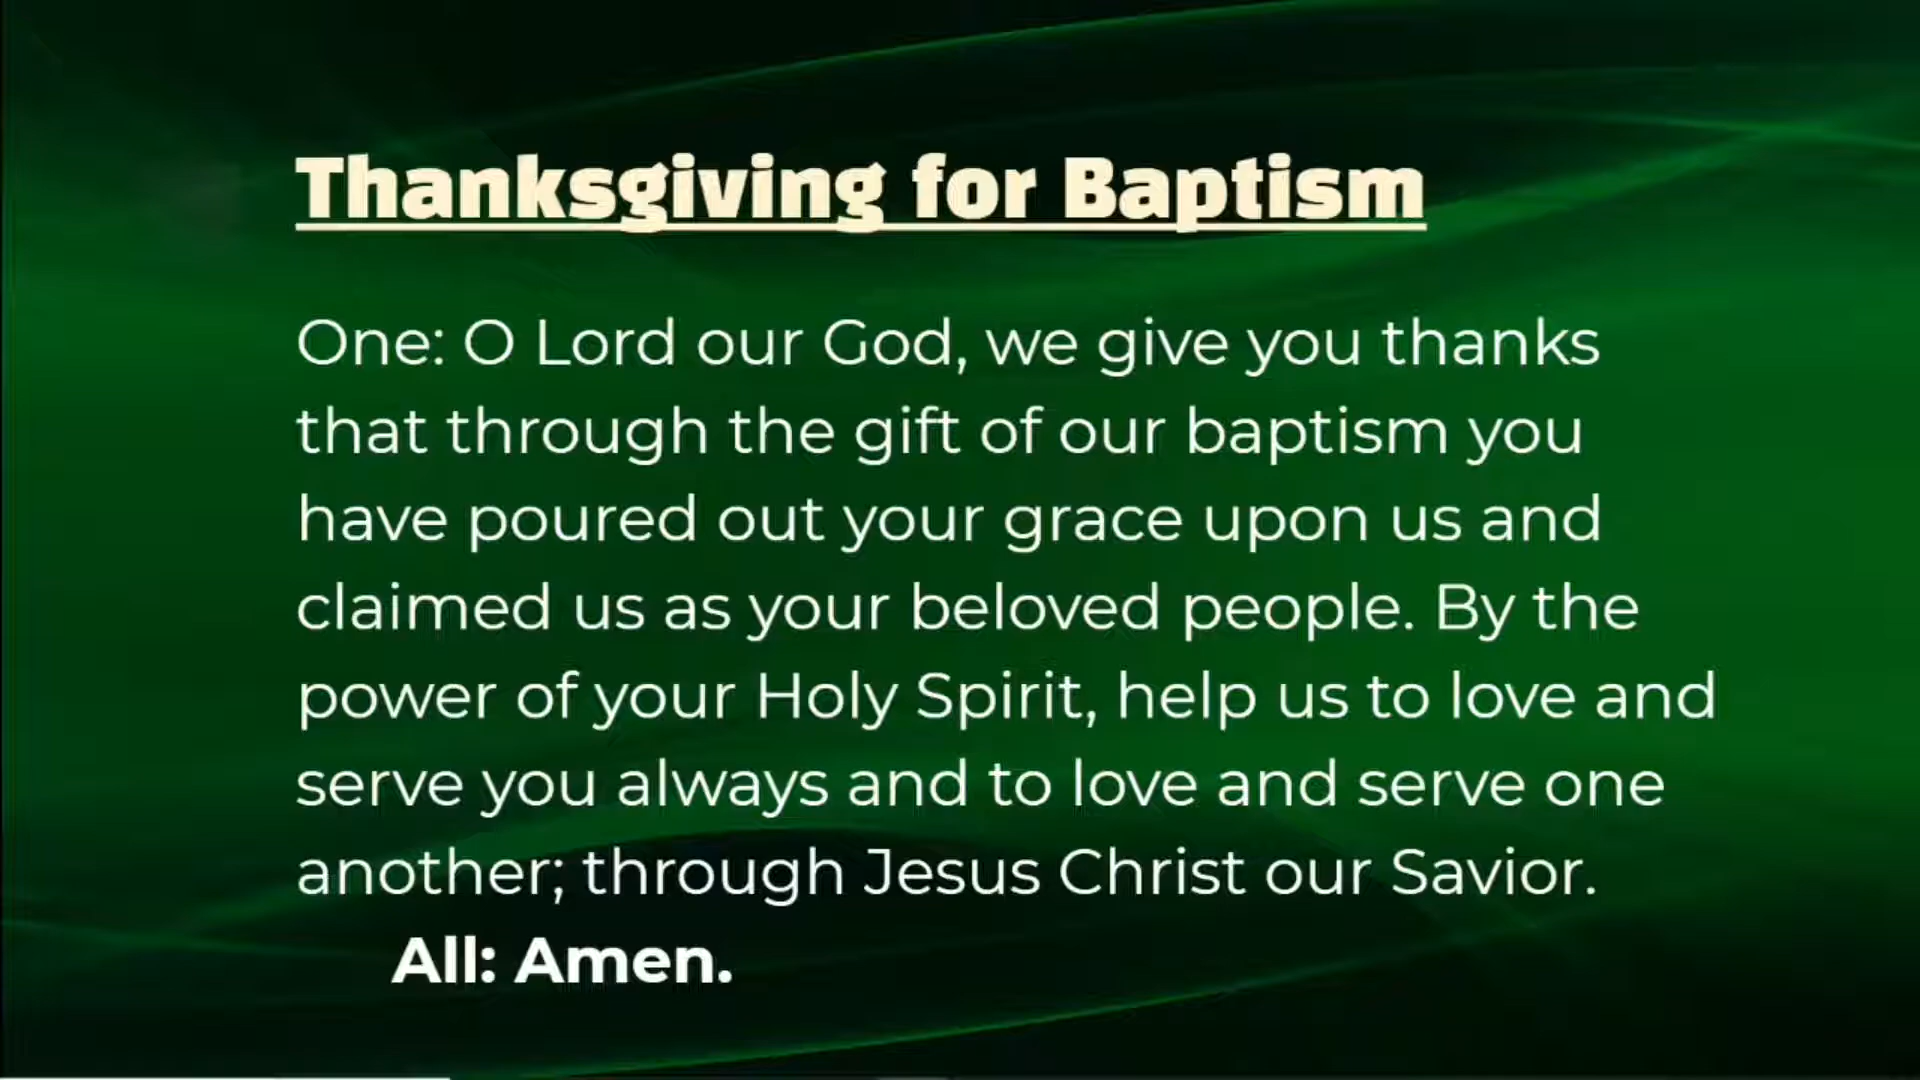 Thanksgiving for Baptism
One: O Lord our God, we give you thanks
that through the gift of our baptism you
have poured out your grace upon us and
claimed us as your beloved people. By the
power of your Holy Spirit, help us to love and
serve you always and to love and serve one
another; through Jesus Christ our Savior.
All: Amen.